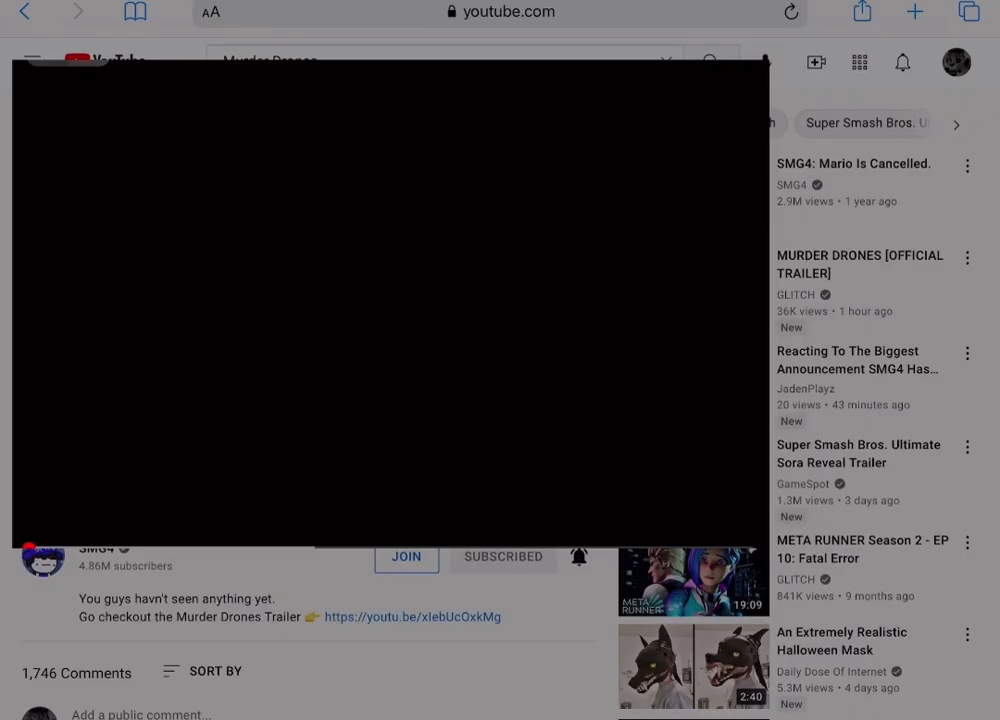 AA
youtube.com
YouTube
Murder Drones
h
Super Smash Bros. U
SMG4: Mario Is Cancelled.
SMG4
2.9M views • 1 year ago
MURDER DRONES [OFFICIAL
TRAILER]
GLITCH
36K views • 1 hour ago
New
Reacting To The Biggest
Announcement SMG4 Has...
JadenPlayz
20 views • 43 minutes ago
New
Super Smash Bros. Ultimate
Sora Reveal Trailer
GameSpot
1.3M views • 3 days ago
New
META RUNNER Season 2 - EP
10: Fatal Error
GLITCH
841K views • 9 months ago
META
RUNNER
19:09
An Extremely Realistic
Halloween Mask
Daily Dose Of Internet
5.3M views • 4 days ago
New
2:40
SMG4
4.86M subscribers
JOIN
SUBSCRIBED
You guys havn't seen anything yet.
Go checkout the Murder Drones Trailer 👉 https://youtu.be/xIebUcOxkMg
1,746 Comments
SORT BY
Add a public comment...